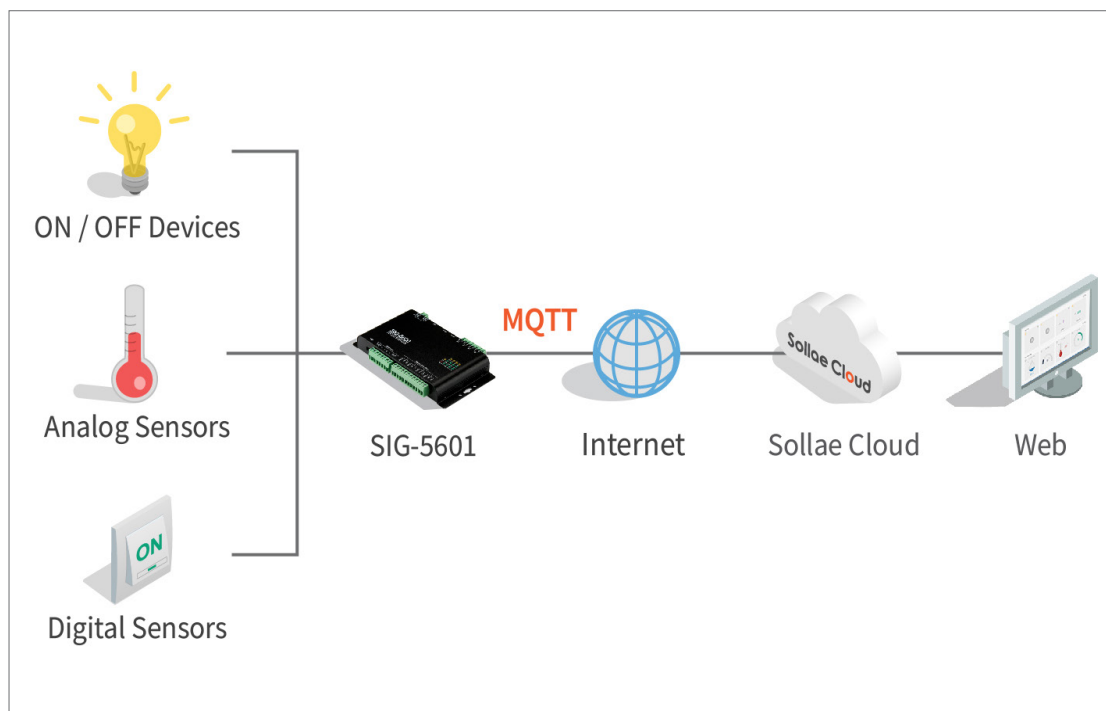 ON / OFF Devices
Analog Sensors
ON
Digital Sensors
SIG-5601
MQTT
Internet
Sollae Cloud
Sollae Cloud
Web